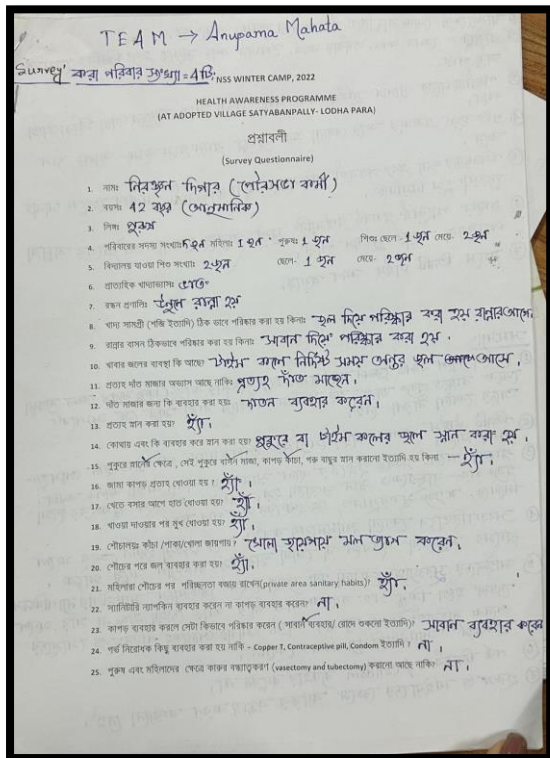 TEAM → Anupama Mahata
Survey করা পরিবার সংখ্যা = 4টি
NSS WINTER CAMP, 2022
HEALTH AWARENESS PROGRAMME
(AT ADOPTED VILLAGE SATYABANPALLY- LODHA PARA)
প্রশ্নাবলী
(Survey Questionnaire)
1. নামঃ নিরঞ্জন দিগার (পৌরসভা কর্মী)
2. বয়সঃ 42 বছর (আনুমানিক)
3. লিঙ্গঃ পুরুষ
4. পরিবারের সদস্য সংখ্যাঃ 5 জন মহিলাঃ 1 জন পুরুষঃ 1 জন শিশুঃ ছেলে- 1 জন মেয়ে- 2 জন
5. বিদ্যালয় যাওয়া শিশু সংখ্যাঃ 2 জন ছেলে- 1 জন মেয়ে- 2 জন
6. প্রাত্যহিক খাদ্যাভ্যাসঃ ভাত
7. রন্ধন প্রণালিঃ উনুনে রান্না হয়
8. খাদ্য সামগ্রী (শব্জি ইত্যাদি) ঠিক ভাবে পরিষ্কার করা হয় কিনাঃ জল দিয়ে পরিষ্কার করা হয় রান্নার আগে
9. রান্নার বাসন ঠিকভাবে পরিষ্কার করা হয় কিনাঃ সাবান দিয়ে পরিষ্কার করা হয়।
10. খাবার জলের ব্যবস্থা কি আছে? টাইম কলে নির্দিষ্ট সময় অন্তর জল আসে।
11. প্রত্যহ দাঁত মাজার অভ্যাস আছে নাকিঃ প্রত্যহ দাঁত মাজেন।
12. দাঁত মাজার জন্য কি ব্যবহার করা হয়ঃ দাতন ব্যবহার করেন।
13. প্রত্যহ স্নান করা হয়? হ্যাঁ।
14. কোথায় এবং কি ব্যবহার করে স্নান করা হয়? পুকুরে বা টাইম কলের জলে স্নান করা হয়।
15. পুকুরে স্নানের ক্ষেত্রে, সেই পুকুরে বাসন মাজা, কাপড় কাঁচা, গরু বাছুর স্নান করানো ইত্যাদি হয় কিনা – হ্যাঁ।
16. জামা কাপড় প্রত্যহ ধোওয়া হয়? হ্যাঁ।
17. খেতে বসার আগে হাত ধোওয়া হয়? হ্যাঁ।
18. খাওয়া দাওয়ার পর মুখ ধোওয়া হয়? হ্যাঁ।
19. শৌচালয়ঃ কাঁচা /পাকা/খোলা জায়গায়? খোলা জায়গায় মল ত্যাগ করেন।
20. শৌচের পরে জল ব্যবহার করা হয়? হ্যাঁ।
21. মহিলারা শৌচের পর পরিচ্ছন্নতা বজায় রাখেন(private area sanitary habits)? হ্যাঁ।
22. স্যানিটারি ন্যাপকিন ব্যবহার করেন না কাপড় ব্যবহার করেন? না।
23. কাপড় ব্যবহার করলে সেটা কিভাবে পরিষ্কার করেন ( সাবান ব্যবহার/ রোদে শুকনো ইত্যাদি)? সাবান ব্যবহার করেন
24. গর্ভ নিরোধক কিছু ব্যবহার করা হয় নাকি - Copper T, Contraceptive pill, Condom ইত্যাদি? না।
25. পুরুষ এবং মহিলাদের ক্ষেত্রে কারুর বন্ধ্যাত্বকরণ (vasectomy and tubectomy) করানো আছে নাকি? না।